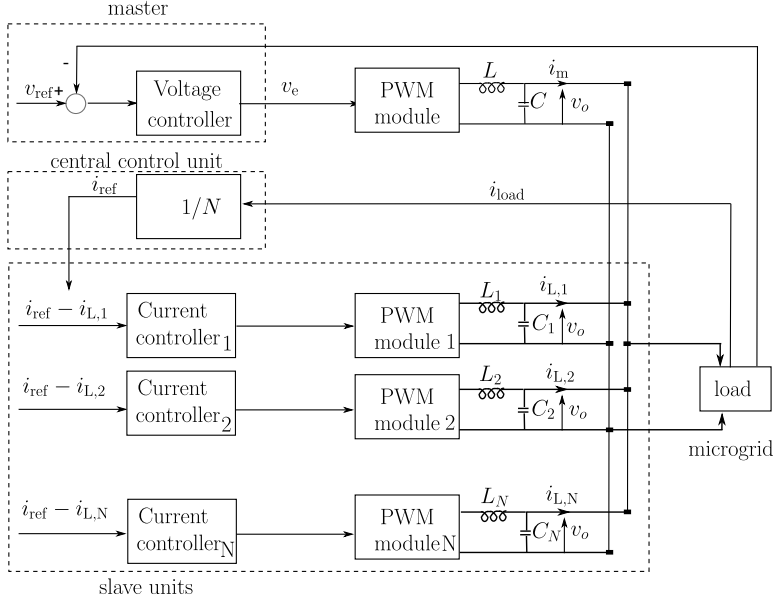 master
-
v_ref +
Voltage
controller
v_e
PWM
module
L
i_m
C
v_o
central control unit
i_ref
1/N
i_load
i_ref − i_L,1
Current
controller_1
PWM
module 1
L_1
i_L,1
C_1
v_o
i_ref − i_L,2
Current
controller_2
PWM
module 2
L_2
i_L,2
C_2
v_o
load
microgrid
i_ref − i_L,N
Current
controller_N
PWM
module N
L_N
i_L,N
C_N
v_o
slave units